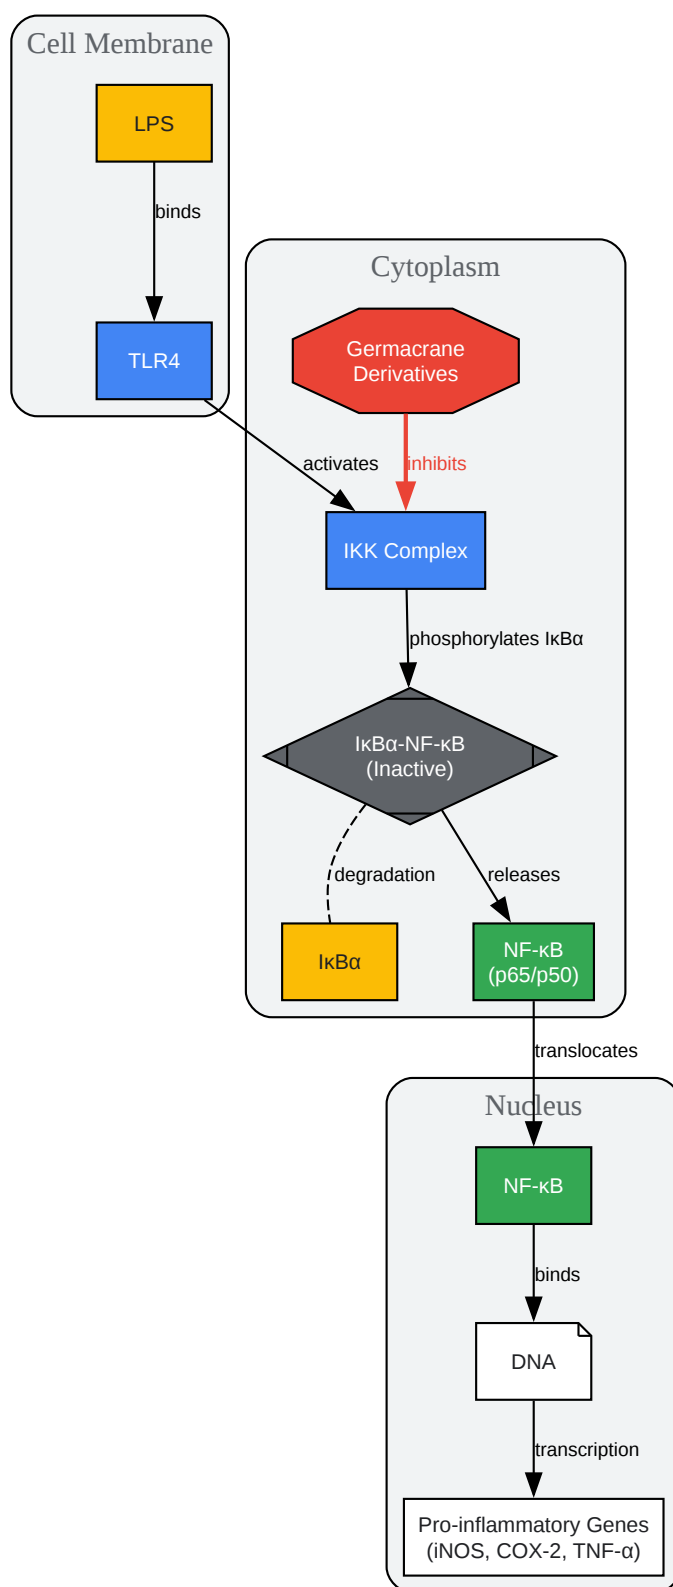 Cell Membrane
LPS
binds
TLR4
Cytoplasm
Germacrane
Derivatives
activates
inhibits
IKK Complex
phosphorylates IκBα
IκBα-NF-κB
(Inactive)
degradation
releases
IκBα
NF-κB
(p65/p50)
translocates
Nucleus
NF-κB
binds
DNA
transcription
Pro-inflammatory Genes
(iNOS, COX-2, TNF-α)